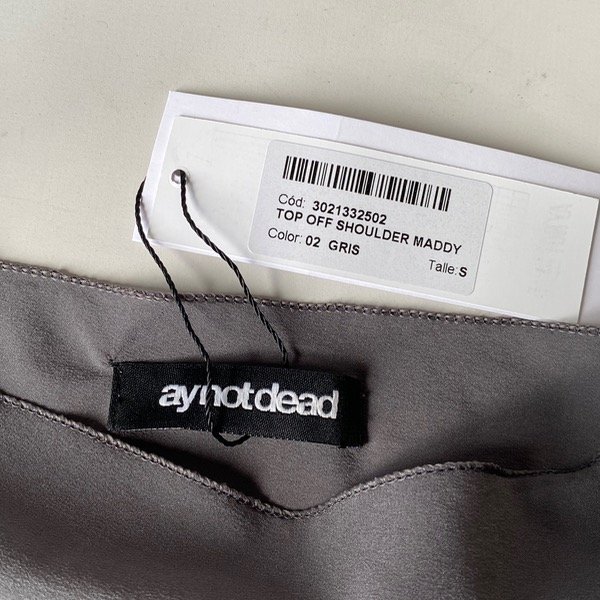 Cód: 3021332502
TOP OFF SHOULDER MADDY
Color: 02 GRIS
Talle: S
aynotdead